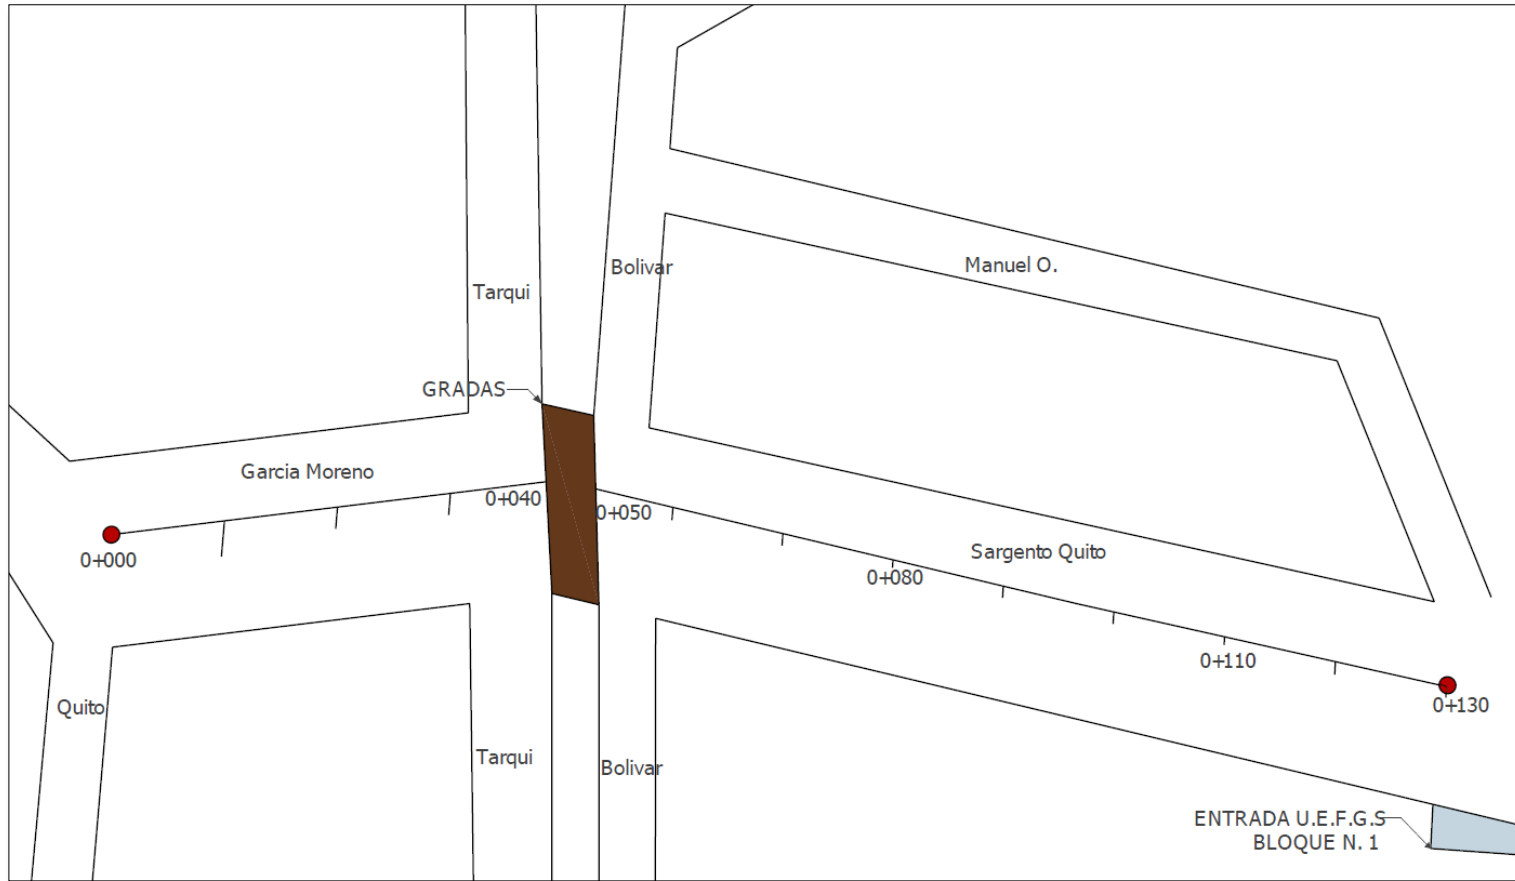 Manuel O.
Bolivar
Tarqui
GRADAS
Garcia Moreno
0+040
0+050
0+000
Sargento Quito
0+080
0+110
0+130
Quito
Tarqui
Bolivar
ENTRADA U.E.F.G.S
BLOQUE N. 1